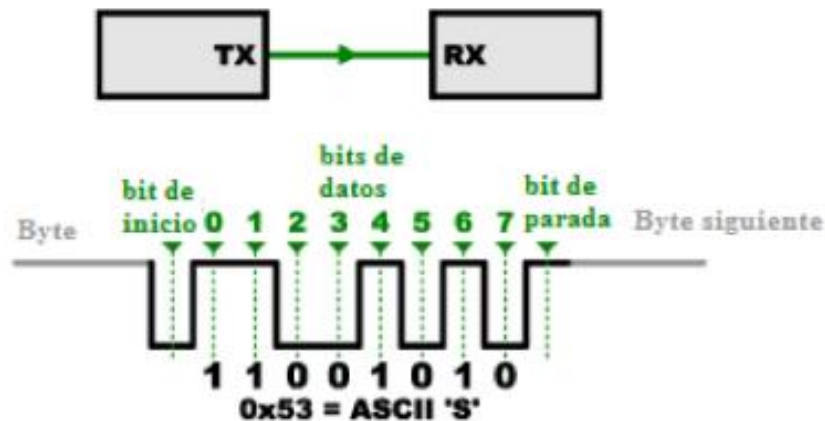 TX RX
bits de
datos
bit de
inicio
bit de
parada
Byte
0 1 2 3 4 5 6 7
Byte siguiente
1 1 0 0 1 0 1 0
0x53 = ASCII 'S'